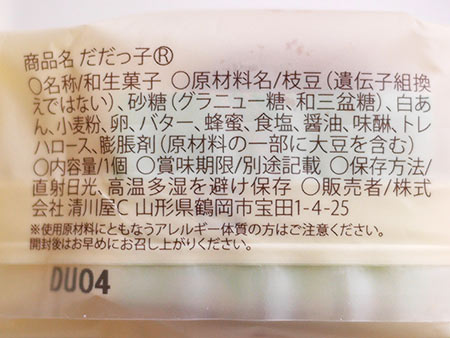 商品名 だだっ子®
○名称/和生菓子 ○原材料名/枝豆（遺伝子組換
えではない）、砂糖（グラニュー糖、和三盆糖）、白あ
ん、小麦粉、卵、バター、蜂蜜、食塩、醤油、味醂、トレ
ハロース、膨脹剤（原材料の一部に大豆を含む）
○内容量/1個 ○賞味期限/別途記載 ○保存方法/
直射日光、高温多湿を避け保存 ○販売者/株式
会社 清川屋C 山形県鶴岡市宝田1-4-25
※使用原材料にともなうアレルギー体質の方はご注意ください。
開封後はお早めにお召し上がりください。
DU04